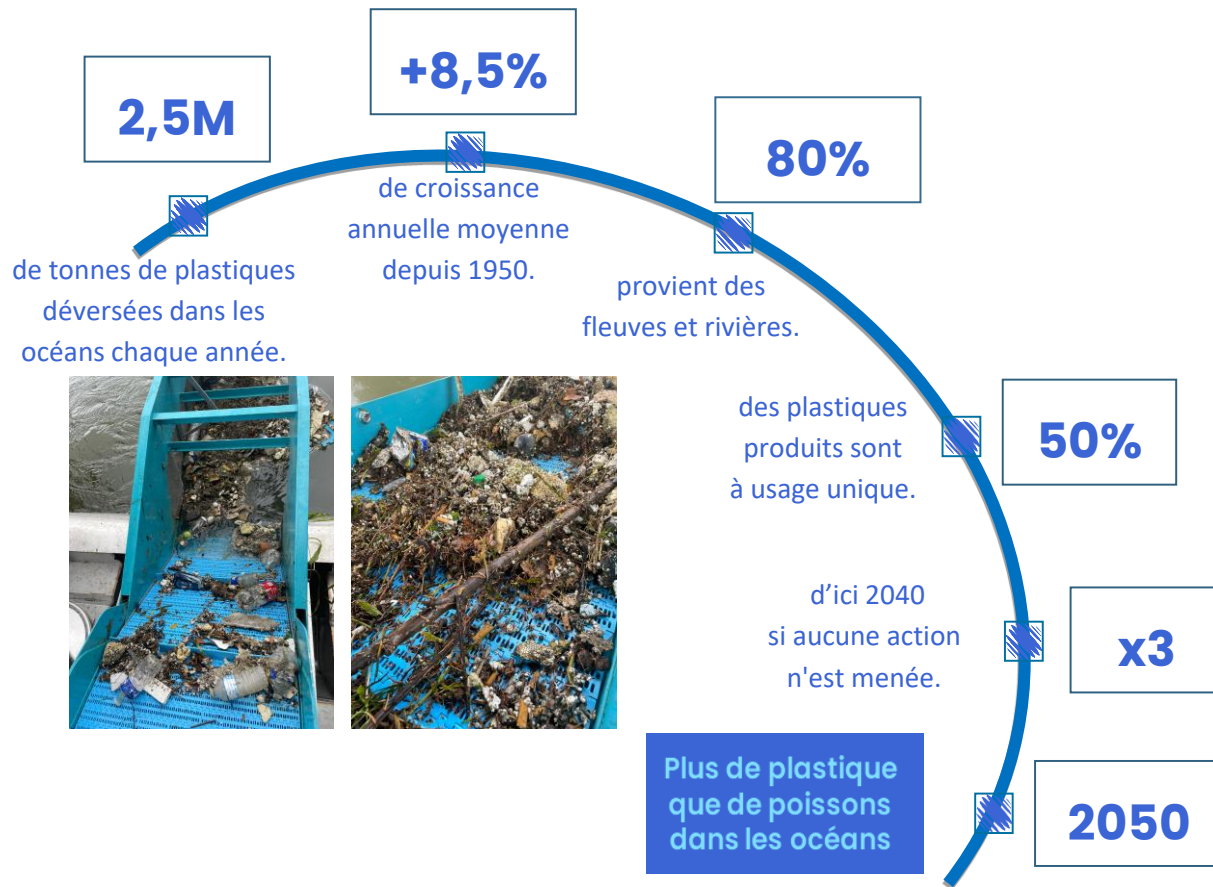 2,5M
de tonnes de plastiques
déversées dans les
océans chaque année.
+8,5%
de croissance
annuelle moyenne
depuis 1950.
80%
provient des
fleuves et rivières.
50%
des plastiques
produits sont
à usage unique.
x3
d’ici 2040
si aucune action
n'est menée.
2050
Plus de plastique
que de poissons
dans les océans